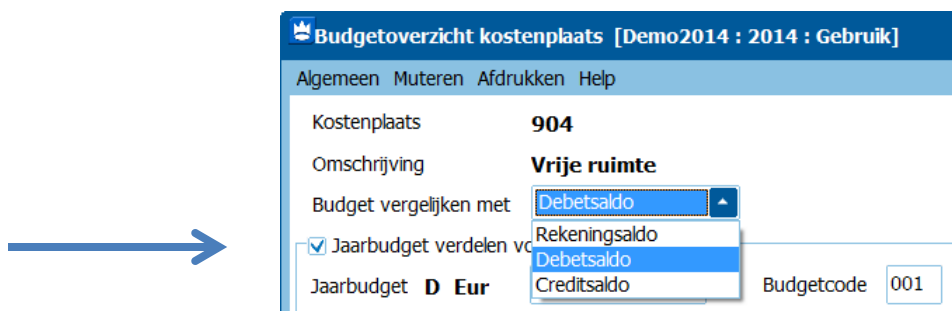 Budgetoverzicht kostenplaats [Demo2014 : 2014 : Gebruik]
Algemeen Muteren Afdrukken Help
Kostenplaats 904
Omschrijving Vrije ruimte
Budget vergelijken met Debetsaldo
Rekeningsaldo
Jaarbudget verdelen
Debetsaldo
Jaarbudget D Eur Creditsaldo Budgetcode 001